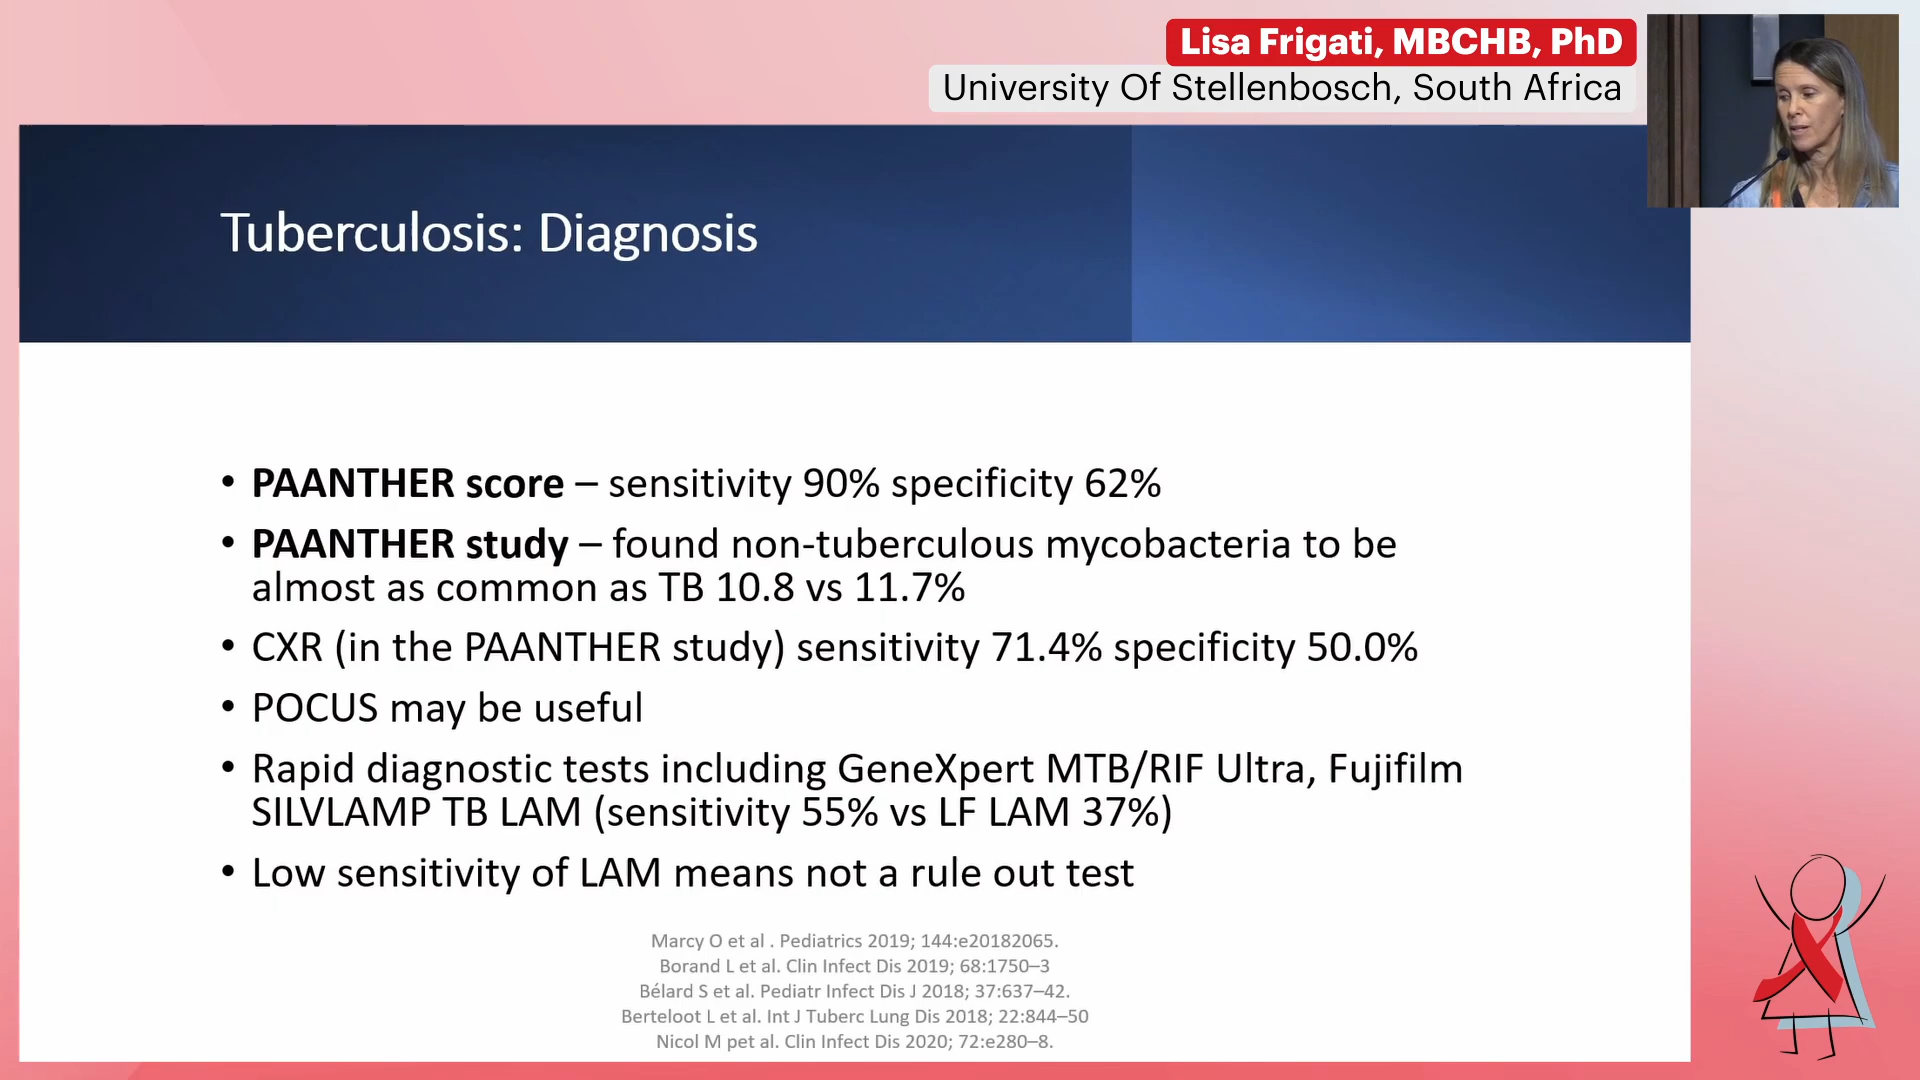 Lisa Frigati, MBCHB, PhD
University Of Stellenbosch, South Africa
Tuberculosis: Diagnosis
• PAANTHER score – sensitivity 90% specificity 62%
• PAANTHER study – found non-tuberculous mycobacteria to be
almost as common as TB 10.8 vs 11.7%
• CXR (in the PAANTHER study) sensitivity 71.4% specificity 50.0%
• POCUS may be useful
• Rapid diagnostic tests including GeneXpert MTB/RIF Ultra, Fujifilm
SILVLAMP TB LAM (sensitivity 55% vs LF LAM 37%)
• Low sensitivity of LAM means not a rule out test
Marcy O et al . Pediatrics 2019; 144:e20182065.
Borand L et al. Clin Infect Dis 2019; 68:1750–3
Bélard S et al. Pediatr Infect Dis J 2018; 37:637–42.
Berteloot L et al. Int J Tuberc Lung Dis 2018; 22:844–50
Nicol M pet al. Clin Infect Dis 2020; 72:e280–8.